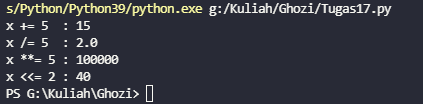 s/Python/Python39/python.exe g:/Kuliah/Ghozi/Tugas17.py
x += 5  : 15
x /= 5  : 2.0
x **= 5 : 100000
x <<= 2 : 40
PS G:\Kuliah\Ghozi>